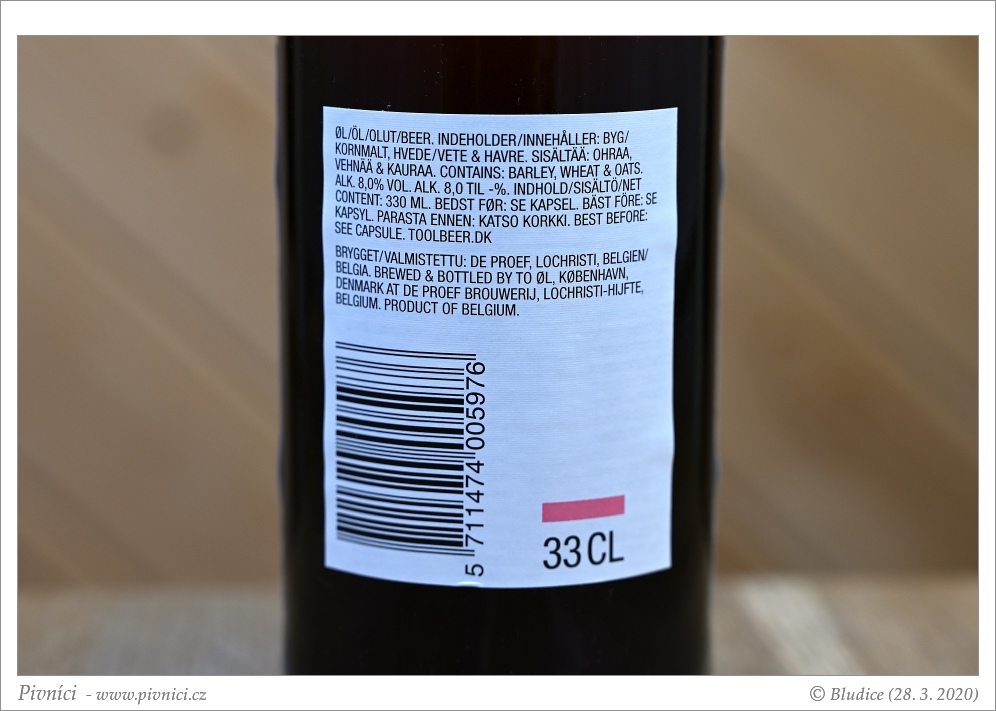 ØL/ÖL/OLUT/BEER. INDEHOLDER/INNEHÅLLER: BYG/
KORNMALT, HVEDE/VETE & HAVRE. SISÄLTÄÄ: OHRAA,
VEHNÄÄ & KAURAA. CONTAINS: BARLEY, WHEAT & OATS.
ALK. 8,0% VOL. ALK. 8,0 TIL -%. INDHOLD/SISÄLTÖ/NET
CONTENT: 330 ML. BEDST FØR: SE KAPSEL. BÄST FÖRE: SE
KAPSYL. PARASTA ENNEN: KATSO KORKKI. BEST BEFORE:
SEE CAPSULE. TOOLBEER.DK
BRYGGET/VALMISTETTU: DE PROEF, LOCHRISTI, BELGIEN/
BELGIA. BREWED & BOTTLED BY TO ØL, KØBENHAVN,
DENMARK AT DE PROEF BROUWERIJ, LOCHRISTI-HIJFTE,
BELGIUM. PRODUCT OF BELGIUM.
5 711474 005976
33 CL
Pivníci - www.pivnici.cz
© Bludice (28. 3. 2020)